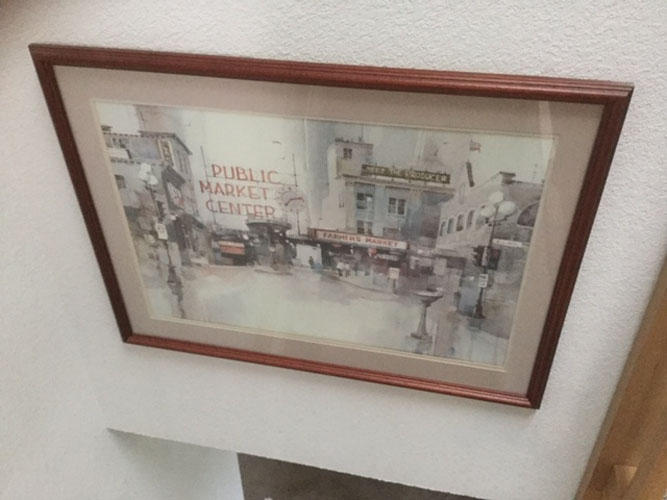 PUBLIC
MARKET
CENTER
MEET THE PRODUCER
FARMERS MARKET